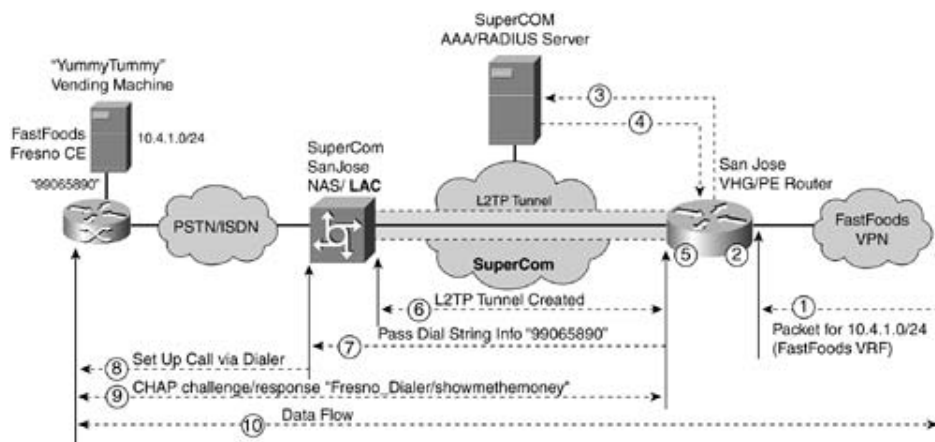 SuperCOM
AAA/RADIUS Server
"YummyTummy"
Vending Machine
FastFoods
Fresno CE
10.4.1.0/24
"99065890"
SuperCom
SanJose
NAS/ LAC
3
4
San Jose
VHG/PE Router
PSTN/ISDN
L2TP Tunnel
SuperCom
5
2
FastFoods
VPN
6
L2TP Tunnel Created
1
Packet for 10.4.1.0/24
(FastFoods VRF)
7
Pass Dial String Info "99065890"
8
Set Up Call via Dialer
9
CHAP challenge/response "Fresno_Dialer/showmethemoney"
10
Data Flow